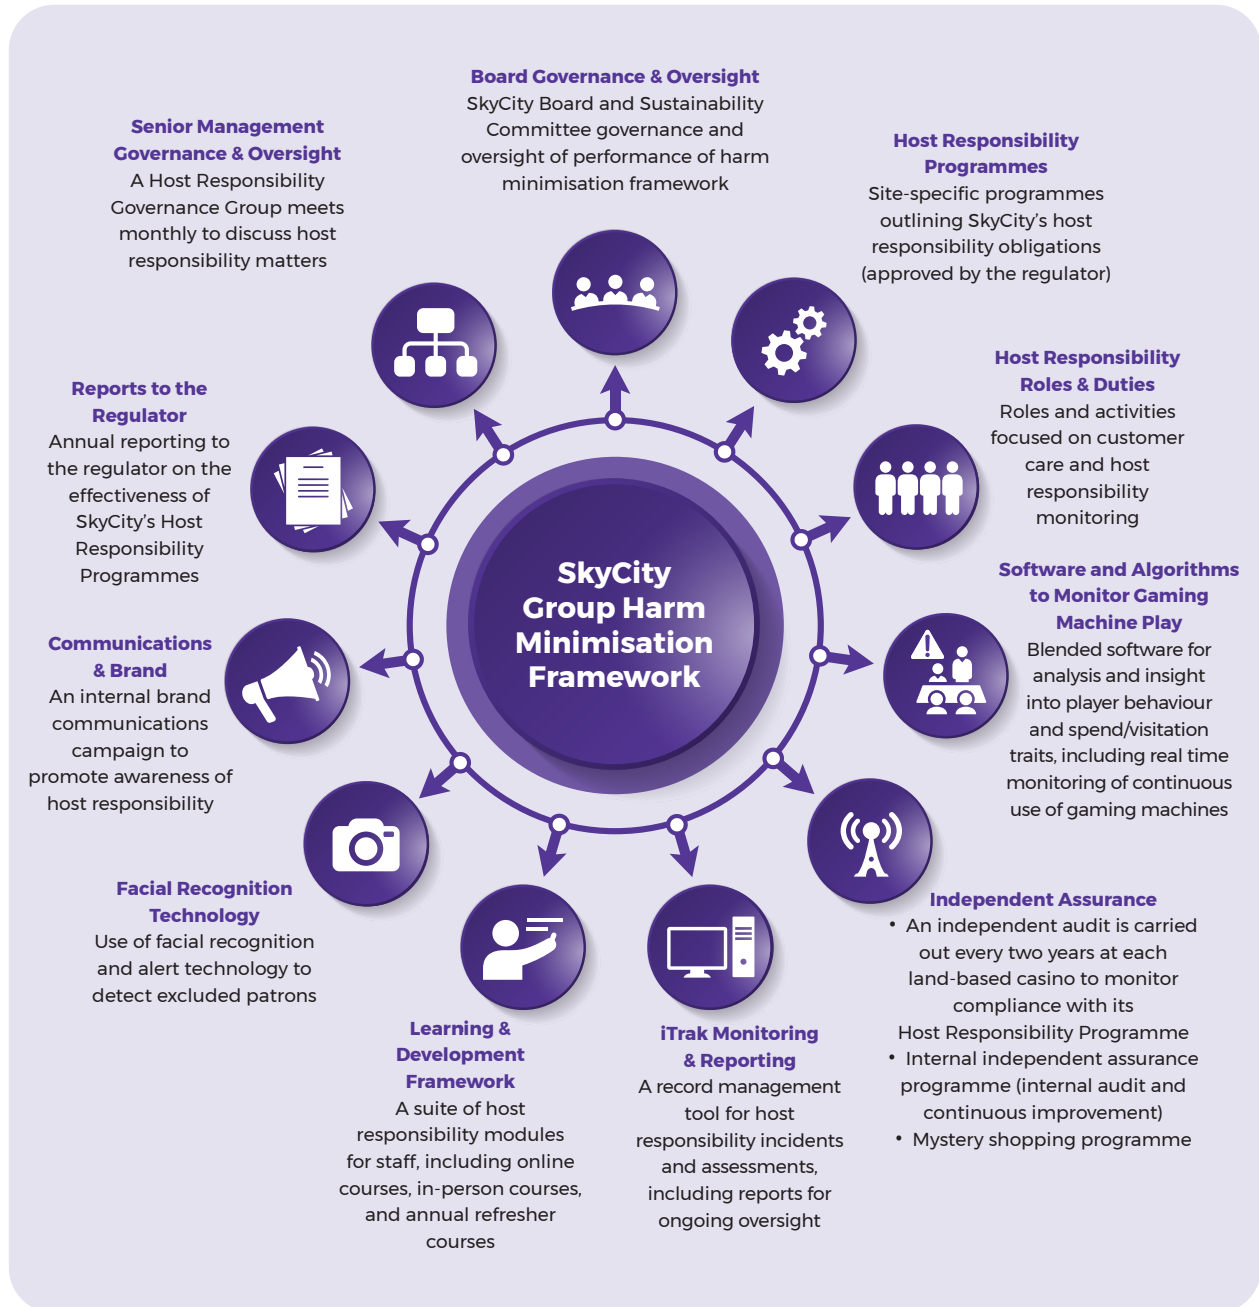 Board Governance & Oversight
SkyCity Board and Sustainability
Committee governance and
oversight of performance of harm
minimisation framework
Host Responsibility
Programmes
Site-specific programmes
outlining SkyCity's host
responsibility obligations
(approved by the regulator)
Host Responsibility
Roles & Duties
Roles and activities
focused on customer
care and host
responsibility
monitoring
Software and Algorithms
to Monitor Gaming
Machine Play
Blended software for
analysis and insight
into player behaviour
and spend/visitation
traits, including real time
monitoring of continuous
use of gaming machines
Independent Assurance
• An independent audit is carried
out every two years at each
land-based casino to monitor
compliance with its
Host Responsibility Programme
• Internal independent assurance
programme (internal audit and
continuous improvement)
• Mystery shopping programme
iTrak Monitoring
& Reporting
A record management
tool for host
responsibility incidents
and assessments,
including reports for
ongoing oversight
Learning &
Development
Framework
A suite of host
responsibility modules
for staff, including online
courses, in-person courses,
and annual refresher
courses
Facial Recognition
Technology
Use of facial recognition
and alert technology to
detect excluded patrons
Communications
& Brand
An internal brand
communications
campaign to
promote awareness of
host responsibility
Reports to the
Regulator
Annual reporting to
the regulator on the
effectiveness of
SkyCity's Host
Responsibility
Programmes
Senior Management
Governance & Oversight
A Host Responsibility
Governance Group meets
monthly to discuss host
responsibility matters
SkyCity
Group Harm
Minimisation
Framework